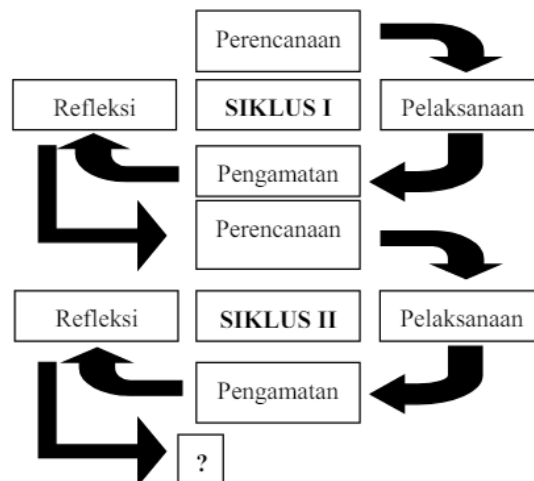 Perencanaan
Refleksi
SIKLUS I
Pelaksanaan
Pengamatan
Perencanaan
Refleksi
SIKLUS II
Pelaksanaan
Pengamatan
?